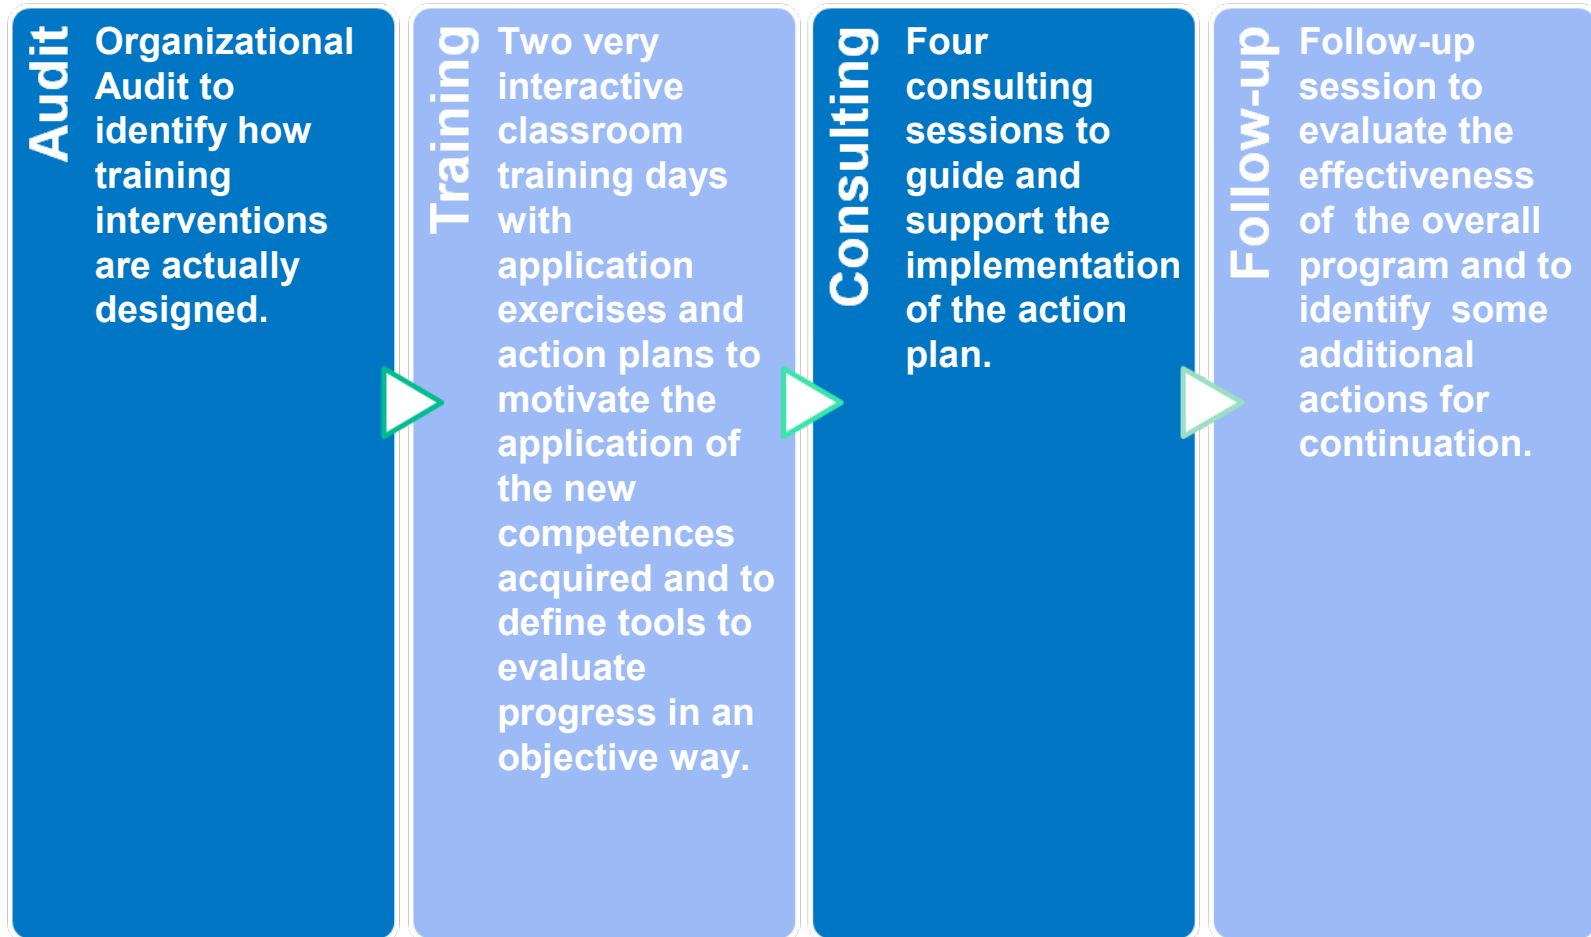 Audit
Organizational
Audit to
identify how
training
interventions
are actually
designed.
Training
Two very
interactive
classroom
training days
with
application
exercises and
action plans to
motivate the
application of
the new
competences
acquired and to
define tools to
evaluate
progress in an
objective way.
Consulting
Four
consulting
sessions to
guide and
support the
implementation
of the action
plan.
Follow-up
Follow-up
session to
evaluate the
effectiveness
of  the overall
program and to
identify  some
additional
actions for
continuation.